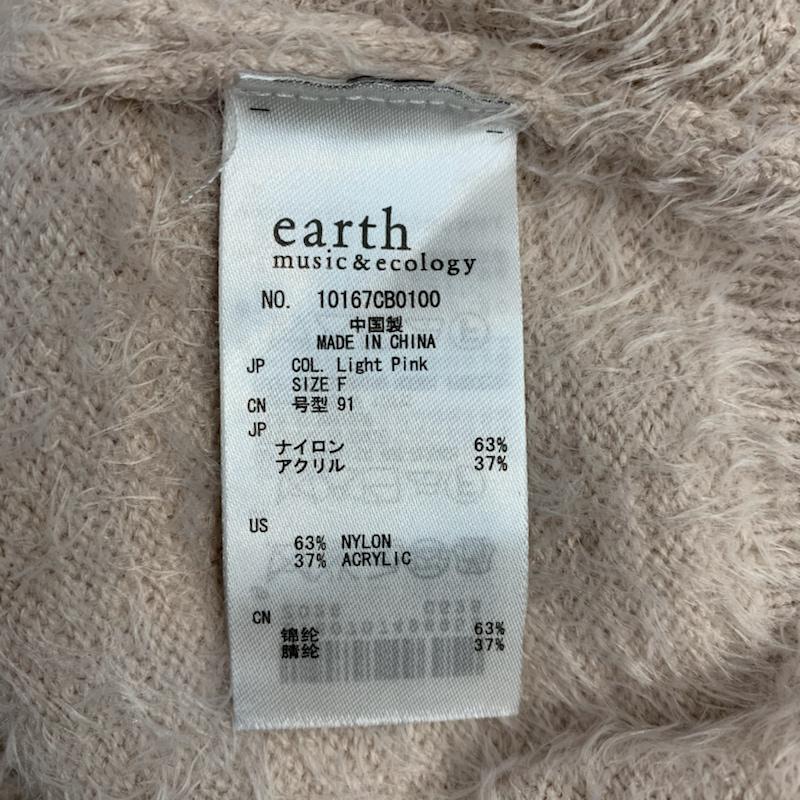 earth
music&ecology
NO. 10167CB0100
中国製
MADE IN CHINA
JP COL. Light Pink
SIZE F
CN 号型 91
JP
ナイロン 63%
アクリル 37%
US
63% NYLON
37% ACRYLIC
CN
锦纶 63%
腈纶 37%